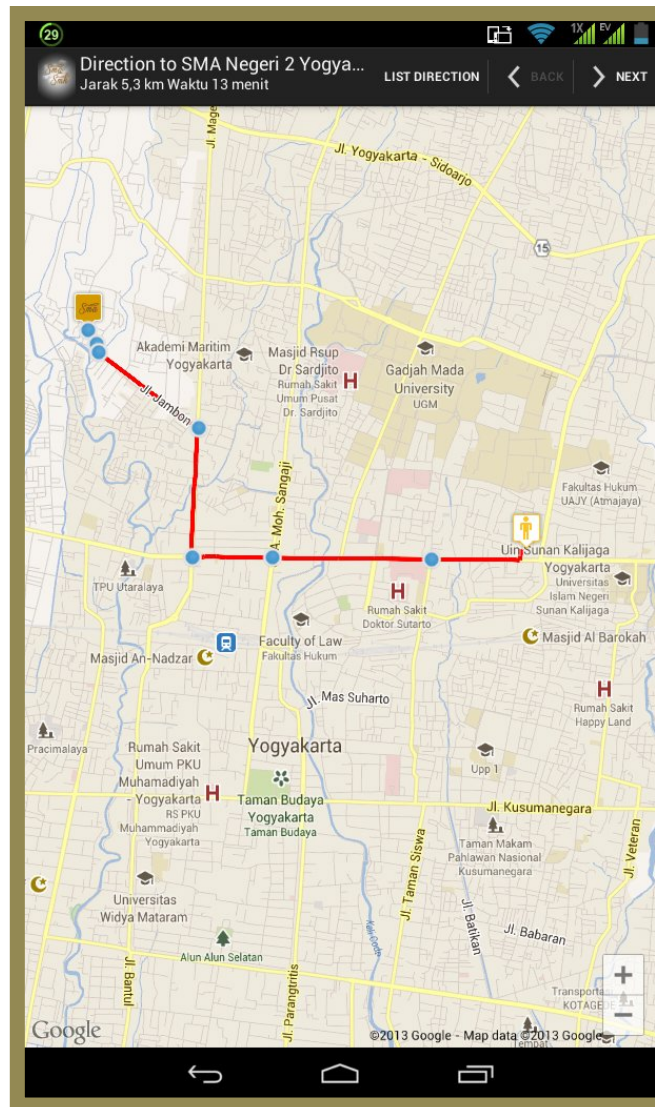 29
1X
EV
Direction to SMA Negeri 2 Yogya...
Jarak 5,3 km Waktu 13 menit
LIST DIRECTION
BACK
NEXT
Jl. Mage
Jl. Yogyakarta - Sidoarjo
15
Akademi Maritim
Yogyakarta
Masjid Rsup
Dr Sardjito
Rumah Sakit
Umum Pusat
Dr. Sardjito
H
Gadjah Mada
University
UGM
Jl. Jambon
A. Moh. Sangaji
Fakultas Hukum
UAJY (Atmajaya)
Uin Sunan Kalijaga
Yogyakarta
Universitas
Islam Negeri
Sunan Kalijaga
TPU Utaralaya
H
Rumah Sakit
Doktor Sutarto
Faculty of Law
Fakultas Hukum
Masjid Al Barokah
Masjid An-Nadzar
H
Rumah Sakit
Happy Land
Jl. Mas Suharto
Pracimalaya
Rumah Sakit
Umum PKU
Muhamadiyah
- Yogyakarta
RS PKU
Muhammadiyah
Yogyakarta
H
Yogyakarta
Upp 1
Taman Budaya
Yogyakarta
Taman Budaya
Jl. Kusumanegara
Taman Makam
Pahlawan Nasional
Kusumanegara
Jl. Taman Siswa
Jl. Veteran
Universitas
Widya Mataram
Jl. Batikan
Jl. Babaran
Kali Code
Alun Alun Selatan
Jl. Bantul
Jl. Parangtritis
+
Transportasi
KOTAGEDE
−
Google
©2013 Google - Map data ©2013 Google
Tempat